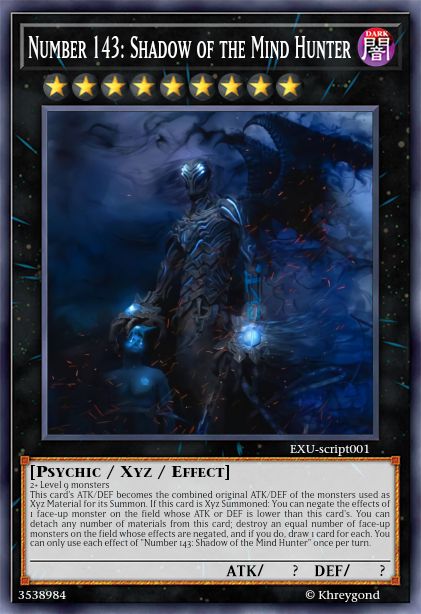 NUMBER 143: SHADOW OF THE MIND HUNTER
DARK
闇
EXU-script001
[PSYCHIC / XYZ / EFFECT]
2+ Level 9 monsters
This card's ATK/DEF becomes the combined original ATK/DEF of the monsters used as
Xyz Material for its Summon. If this card is Xyz Summoned: You can negate the effects of
1 face-up monster on the field whose ATK or DEF is lower than this card's. You can
detach any number of materials from this card; destroy an equal number of face-up
monsters on the field whose effects are negated, and if you do, draw 1 card for each. You
can only use each effect of "Number 143: Shadow of the Mind Hunter" once per turn.
ATK/ ? DEF/ ?
3538984 © Khreygond